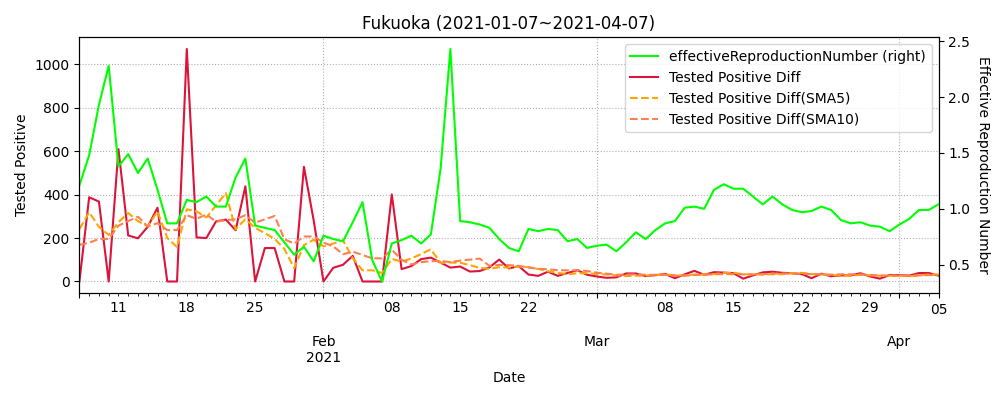 Fukuoka (2021-01-07~2021-04-07)
effectiveReproductionNumber (right)
Tested Positive Diff
Tested Positive Diff(SMA5)
Tested Positive Diff(SMA10)
Tested Positive
1000
800
600
400
200
0
2.5
2.0
1.5
1.0
0.5
Effective Reproduction Number
11 18 25 08 15 22 08 15 22 29 05
Feb Mar Apr
2021
Date